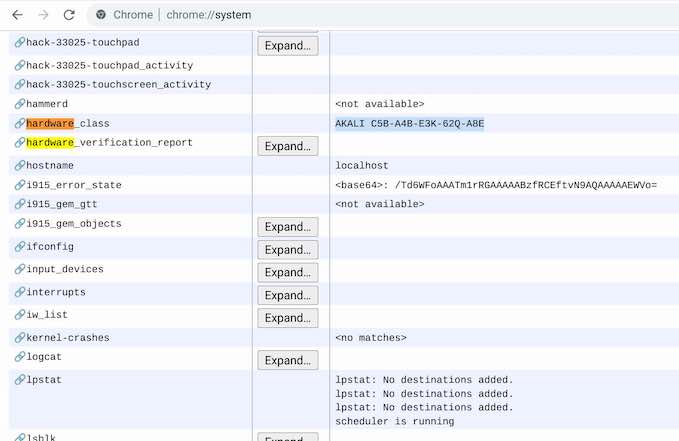 Chrome | chrome://system
hack-33025-touchpad Expand...
hack-33025-touchpad_activity
hack-33025-touchscreen_activity
hammerd <not available>
hardware_class AKALI C5B-A4B-E3K-62Q-A8E
hardware_verification_report Expand...
hostname localhost
i915_error_state <base64>: /Td6WFoAAATm1rRGAAAAABzfRCEftvN9AQAAAAAEWVo=
i915_gem_gtt <not available>
i915_gem_objects Expand...
ifconfig Expand...
input_devices Expand...
interrupts Expand...
iw_list Expand...
kernel-crashes <no matches>
logcat Expand...
lpstat lpstat: No destinations added.
lpstat: No destinations added.
lpstat: No destinations added.
scheduler is running
lsblk Expand...